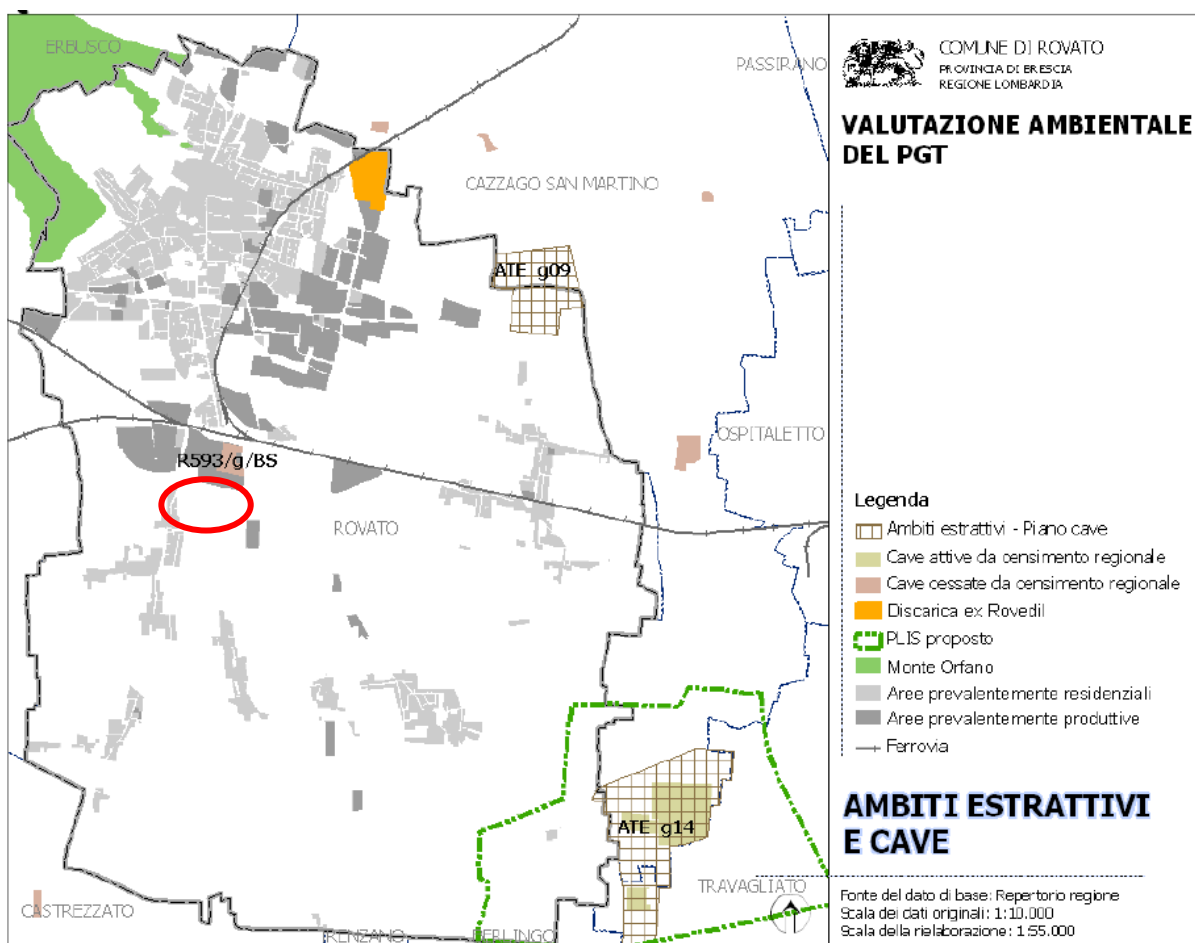 ERBUSCO
PASSIRANO
CAZZAGO SAN MARTINO
ATE g09
OSPITALETTO
R593/g/BS
ROVATO
ATE g14
TRAVAGLIATO
CASTREZZATO
BERLINGO
COMUNE DI ROVATO
PROVINCIA DI BRESCIA
REGIONE LOMBARDIA
VALUTAZIONE AMBIENTALE
DEL PGT
Legenda
Ambiti estrattivi - Piano cave
Cave attive da censimento regionale
Cave cessate da censimento regionale
Discarica ex Rovedil
PLIS proposto
Monte Orfano
Aree prevalentemente residenziali
Aree prevalentemente produttive
Ferrovia
AMBITI ESTRATTIVI
E CAVE
Fonte del dato di base: Repertorio regione
Scala dei dati originali: 1:10.000
Scala della rielaborazione: 1:55.000